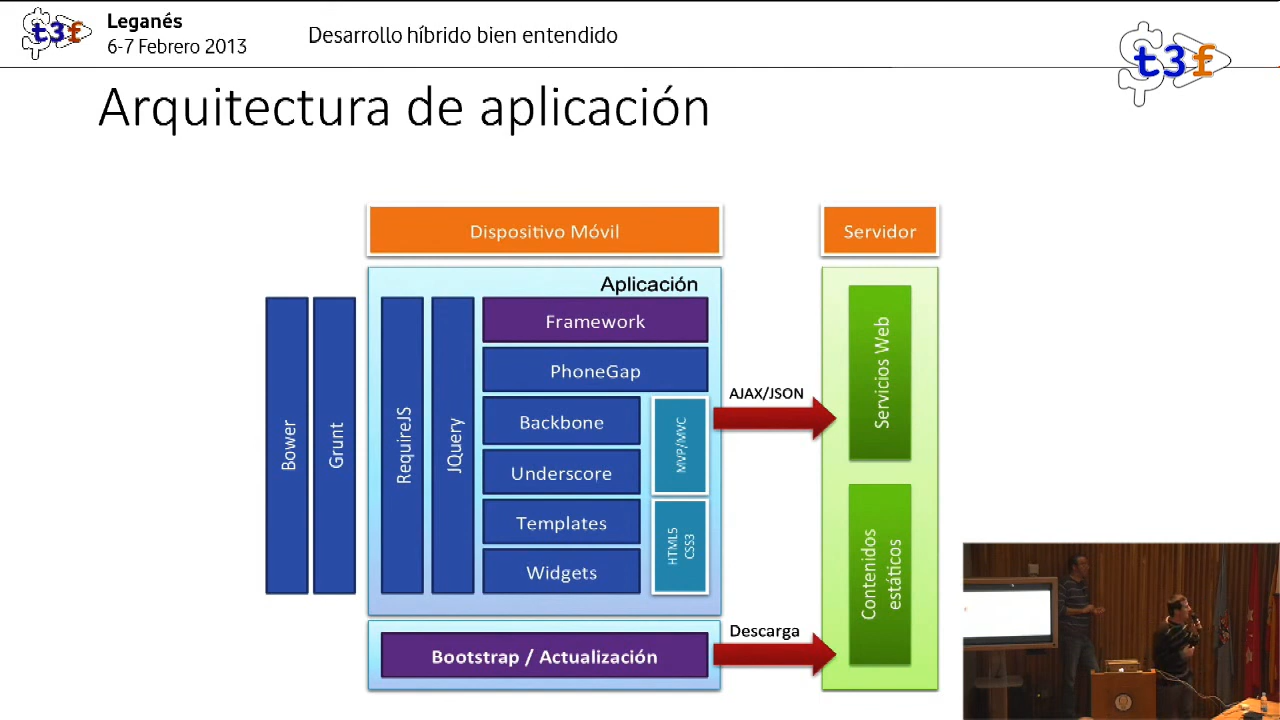 t3f
Leganés
6-7 Febrero 2013
Desarrollo híbrido bien entendido
t3f
Arquitectura de aplicación
Dispositivo Móvil
Servidor
Aplicación
Bower
Grunt
RequireJS
JQuery
Framework
PhoneGap
Backbone
Underscore
Templates
Widgets
MVP/MVC
HTML5
CSS3
AJAX/JSON
Servicios Web
Contenidos
estáticos
Bootstrap / Actualización
Descarga